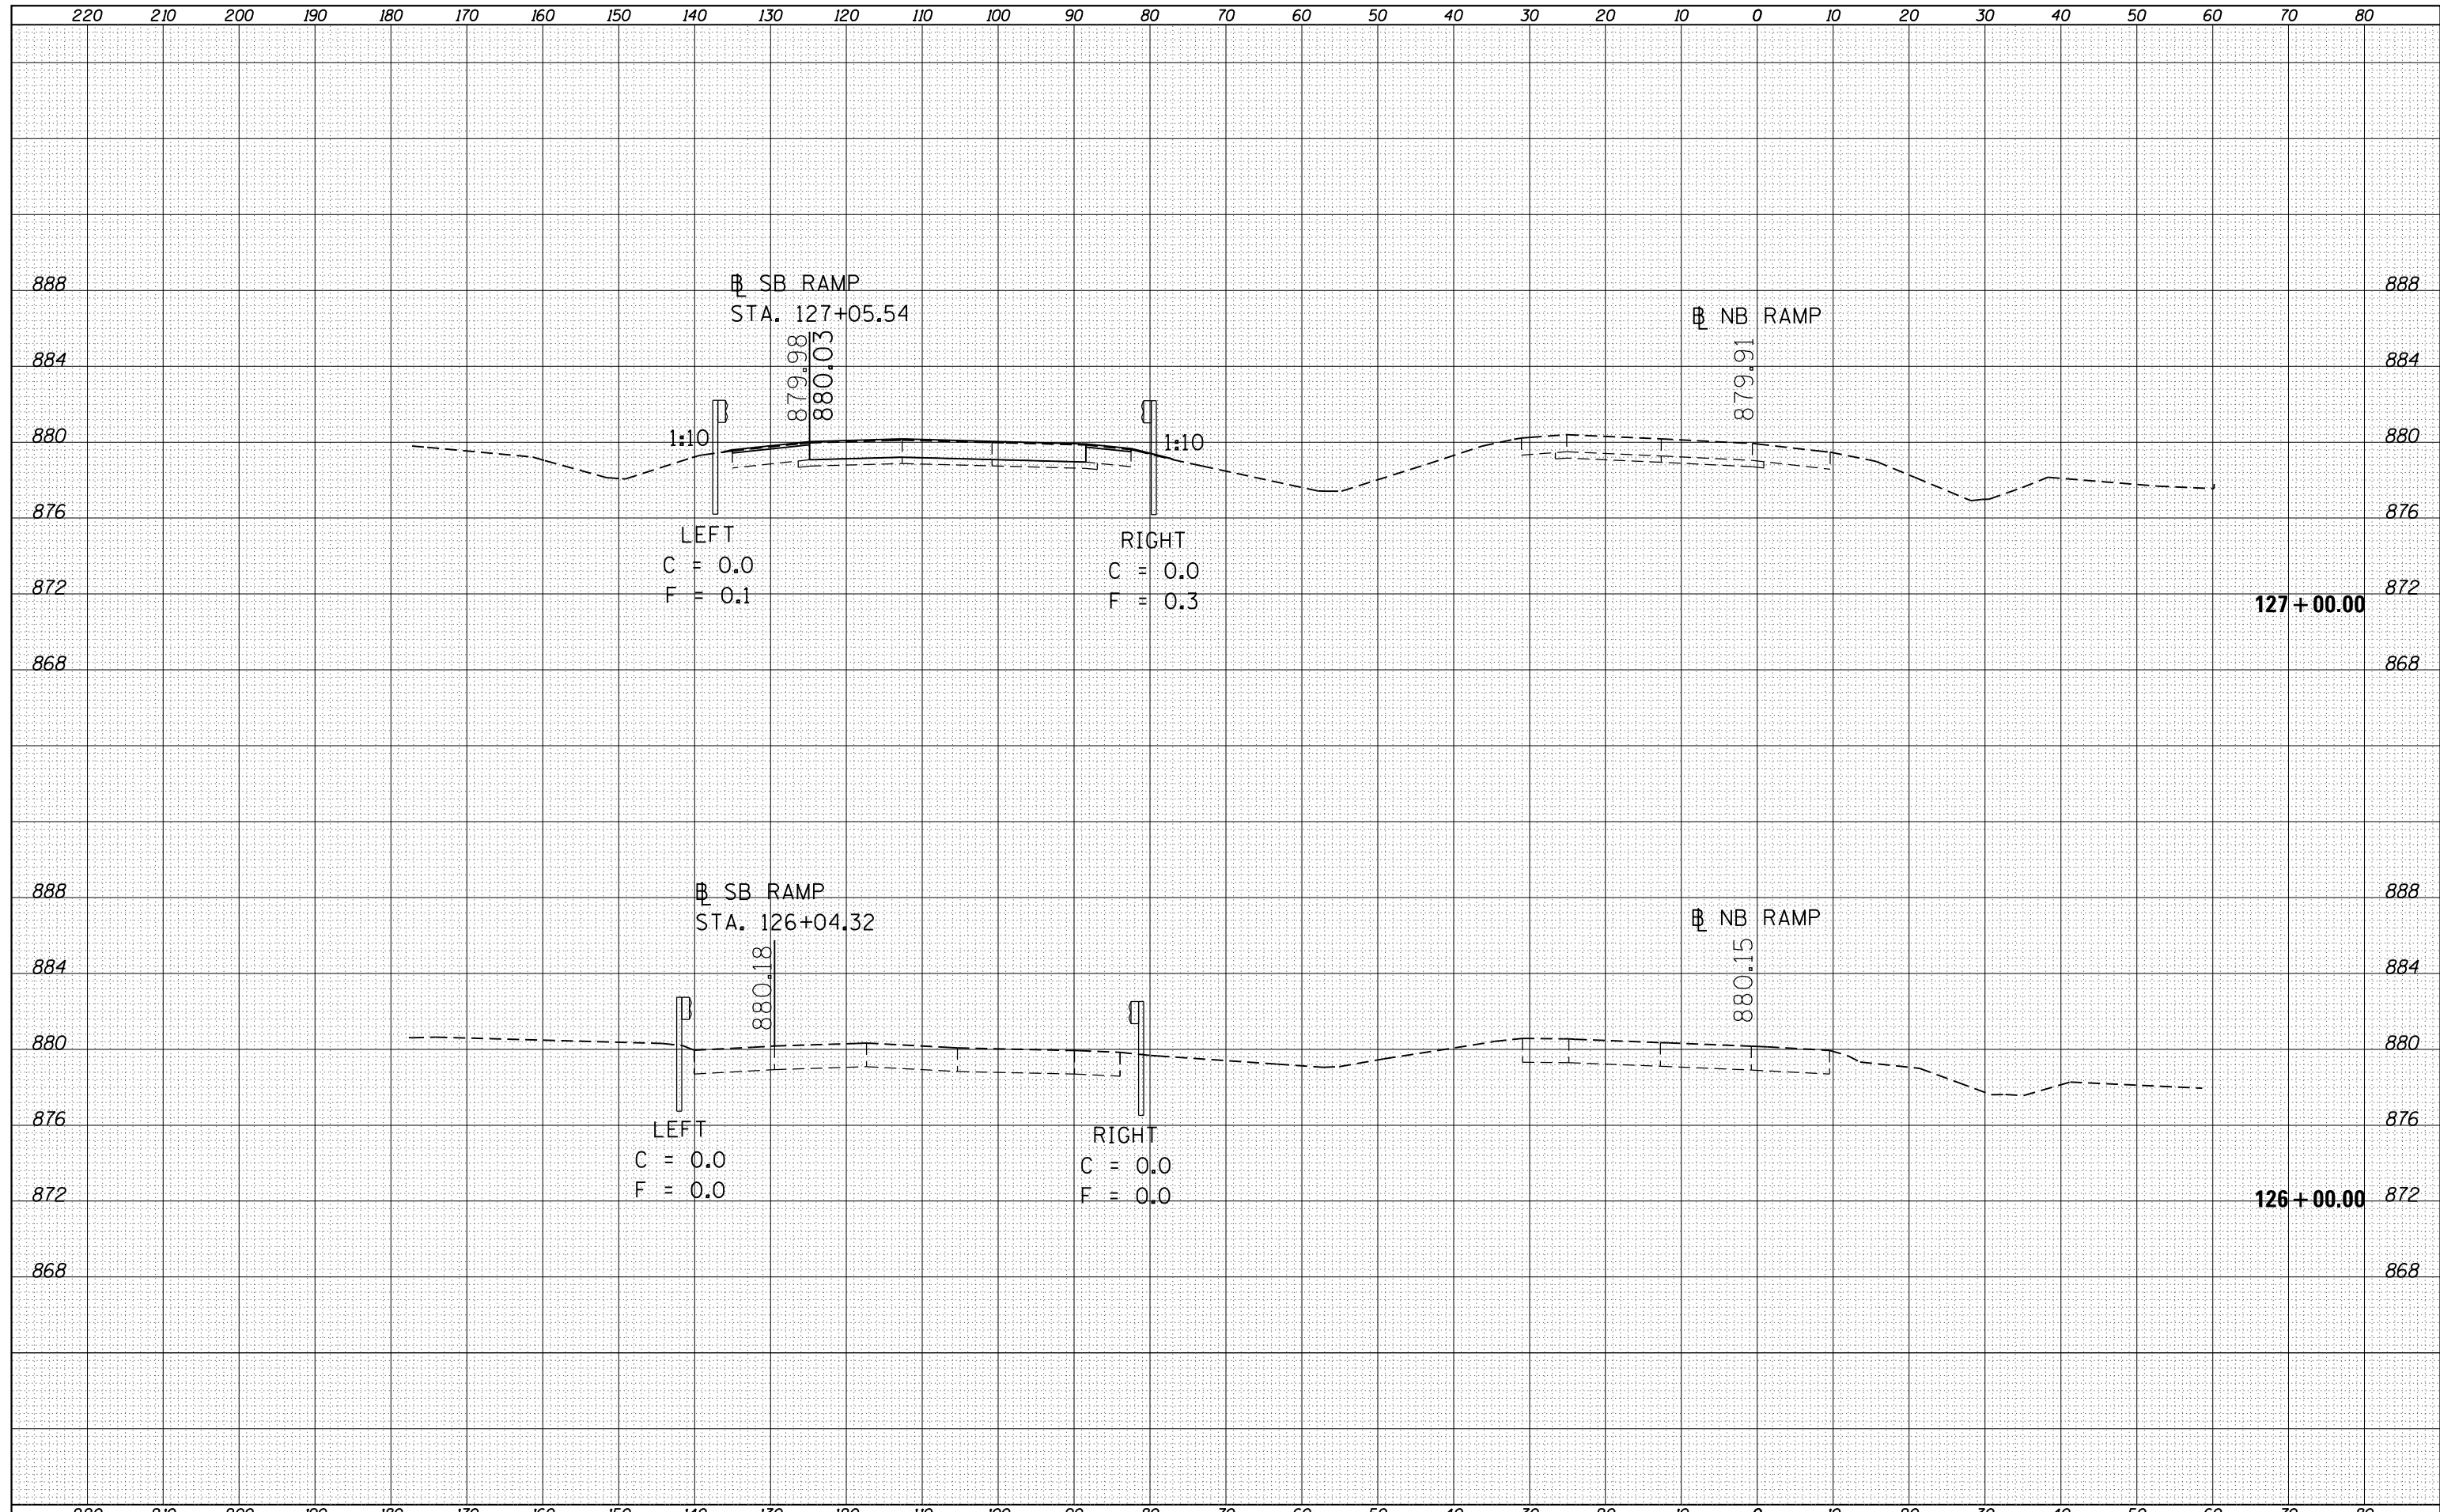 220 210 200 190 180 170 160 150 140 130 120 110 100 90 80 70 60 50 40 30 20 10 0 10 20 30 40 50 60 70 80
888 888
℄ SB RAMP
STA. 127+05.54
℄ NB RAMP
884 884
879.98
880.03
879.91
880 1:10 1:10 880
876 876
LEFT
C = 0.0
F = 0.1
RIGHT
C = 0.0
F = 0.3
872 872
127+00.00
868 868
888 888
℄ SB RAMP
STA. 126+04.32
℄ NB RAMP
884 884
880.18
880.15
880 880
876 876
LEFT
C = 0.0
F = 0.0
RIGHT
C = 0.0
F = 0.0
872 872
126+00.00
868 868